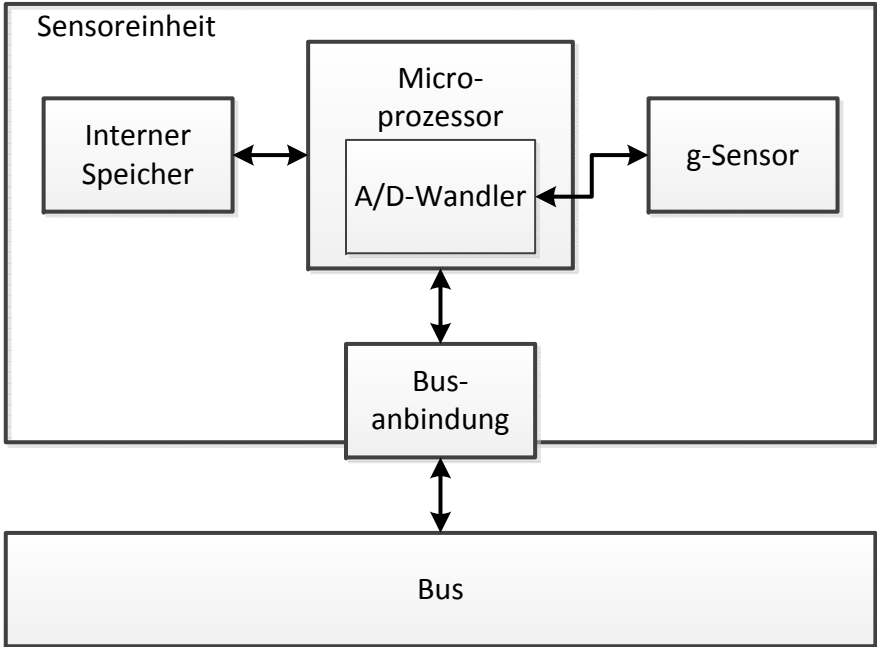 Sensoreinheit
Micro-
prozessor
Interner
Speicher
A/D-Wandler
g-Sensor
Bus-
anbindung
Bus